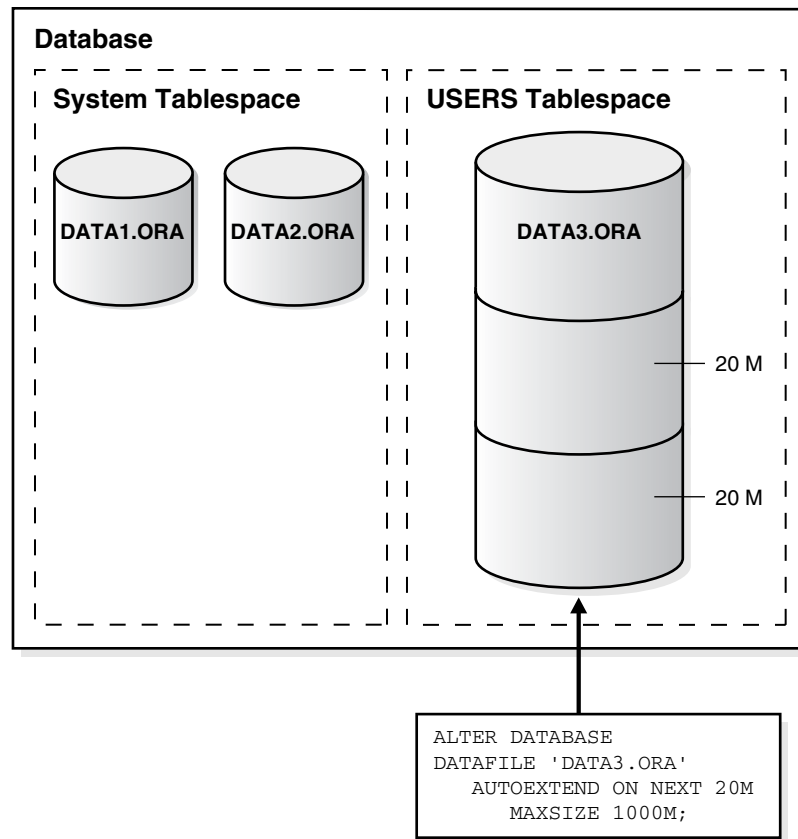 Database
System Tablespace
USERS Tablespace
DATA1.ORA
DATA2.ORA
DATA3.ORA
20 M
20 M
ALTER DATABASE
DATAFILE 'DATA3.ORA'
AUTOEXTEND ON NEXT 20M
MAXSIZE 1000M;